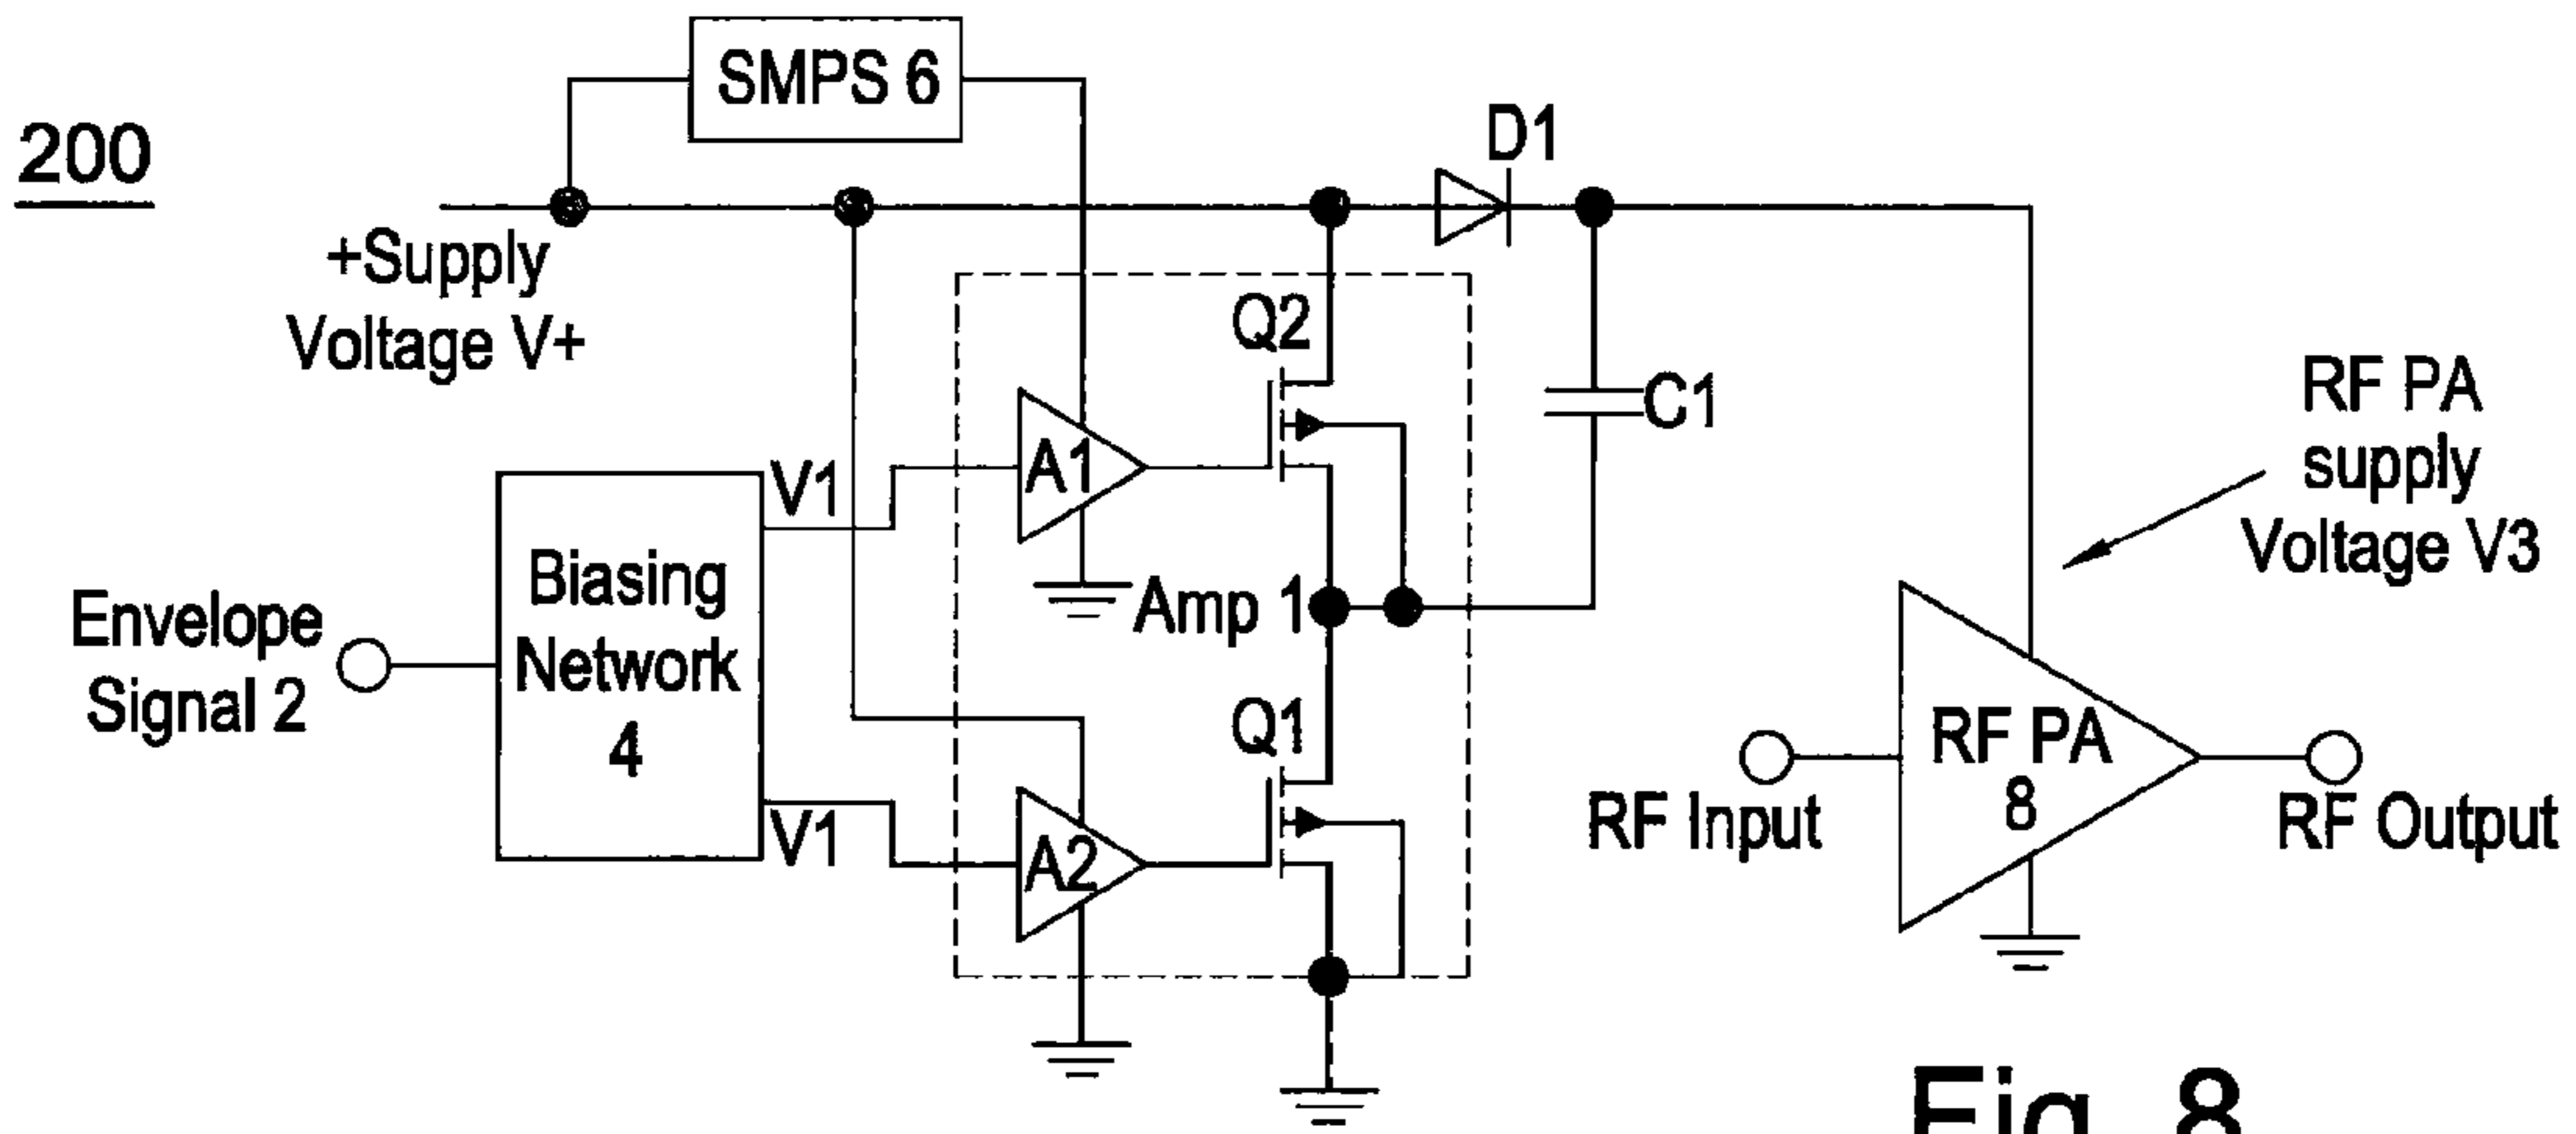 SMPS 6
200
D1
+Supply
Voltage V+
Q2
C1
RF PA
supply
Voltage V3
V1
A1
Biasing
Network
4
Envelope
Signal 2
Amp 1
Q1
V1
A2
RF PA
8
RF Input
RF Output
Fig. 8